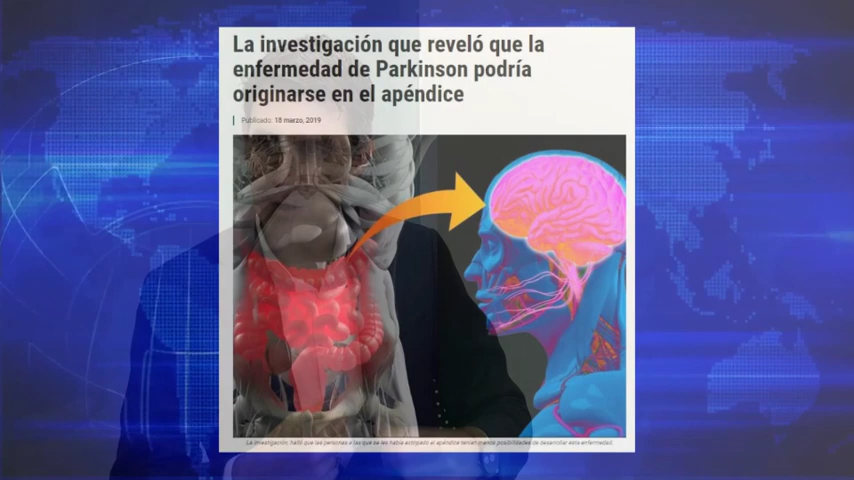 La investigación que reveló que la
enfermedad de Parkinson podría
originarse en el apéndice
Publicado: 18 marzo, 2019
La investigación, halló que las personas a las que se les había extirpado el apéndice tenían menos posibilidades de desarrollar esta enfermedad.